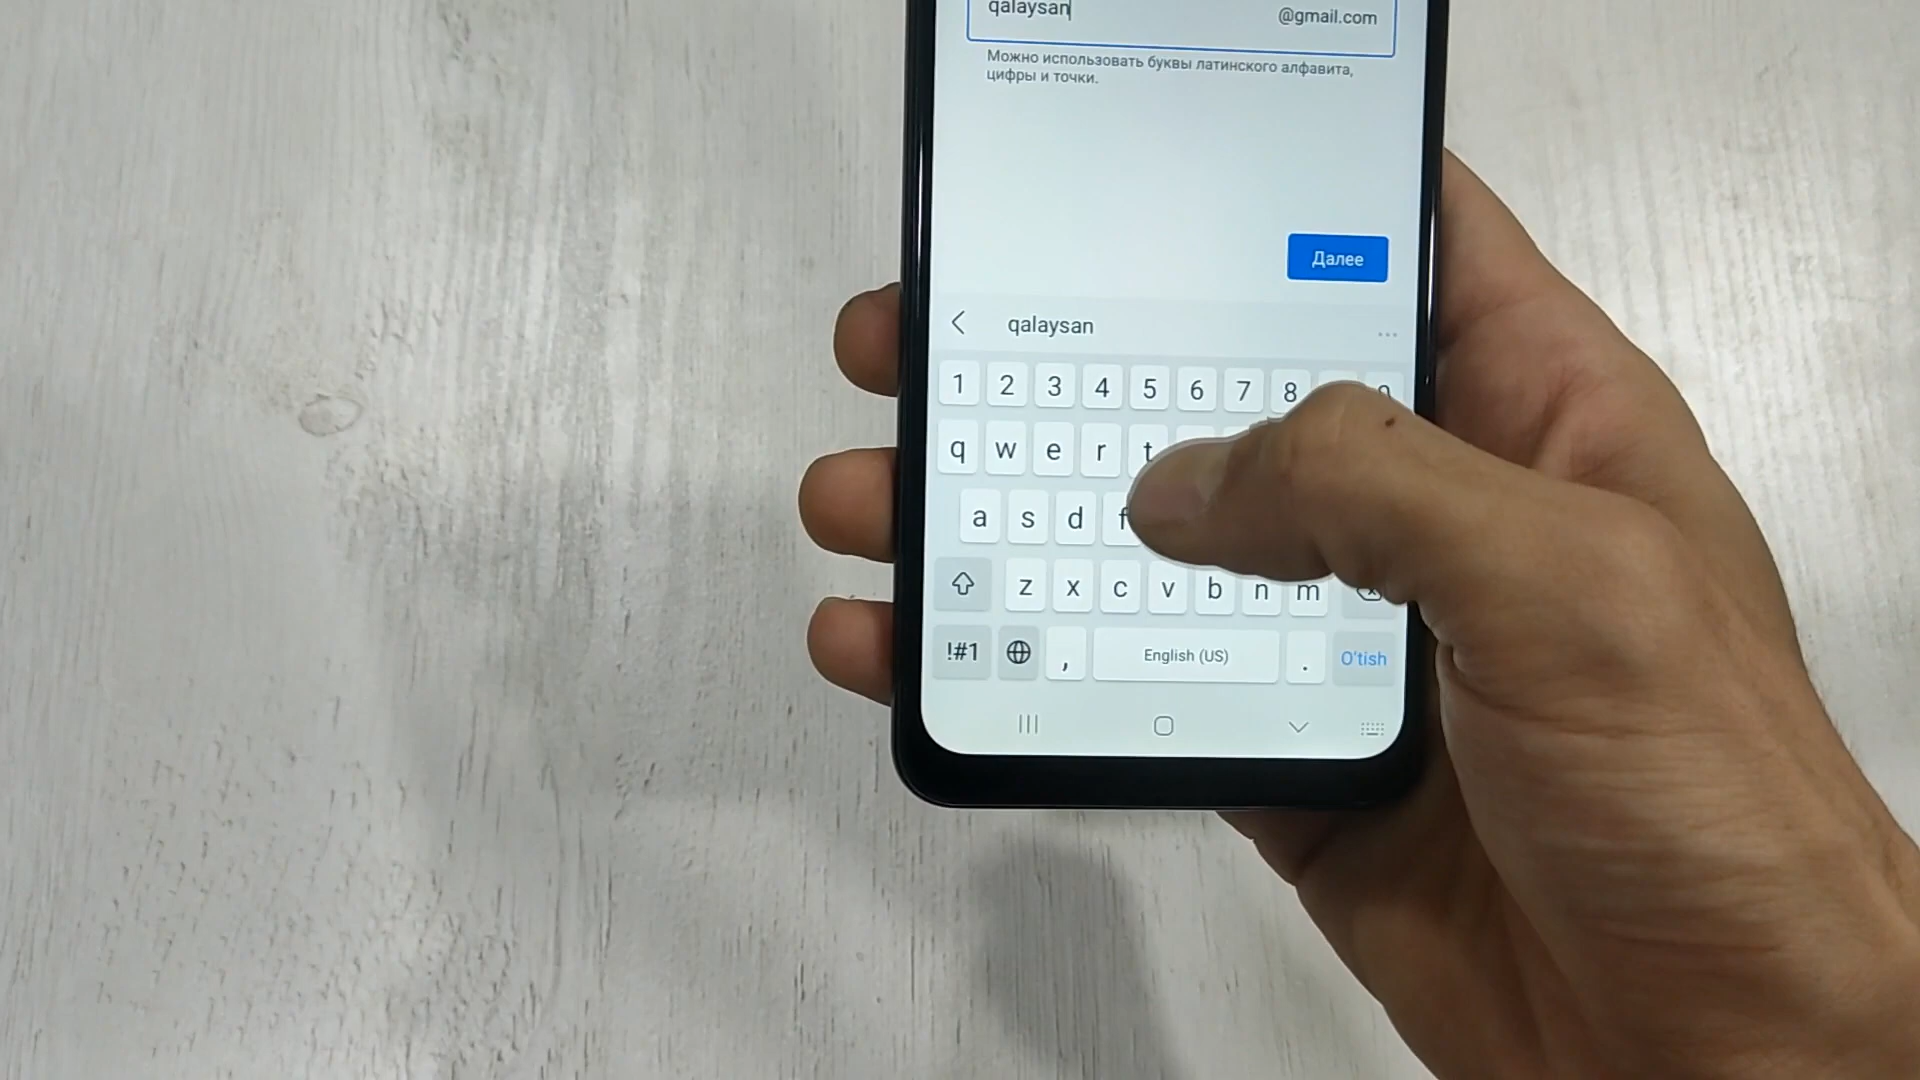 qalaysan @gmail.com
Можно использовать буквы латинского алфавита,
цифры и точки.
Далее
qalaysan
1 2 3 4 5 6 7 8
q w e r t
a s d f
z x c v b n m
!#1 , English (US) . O'tish